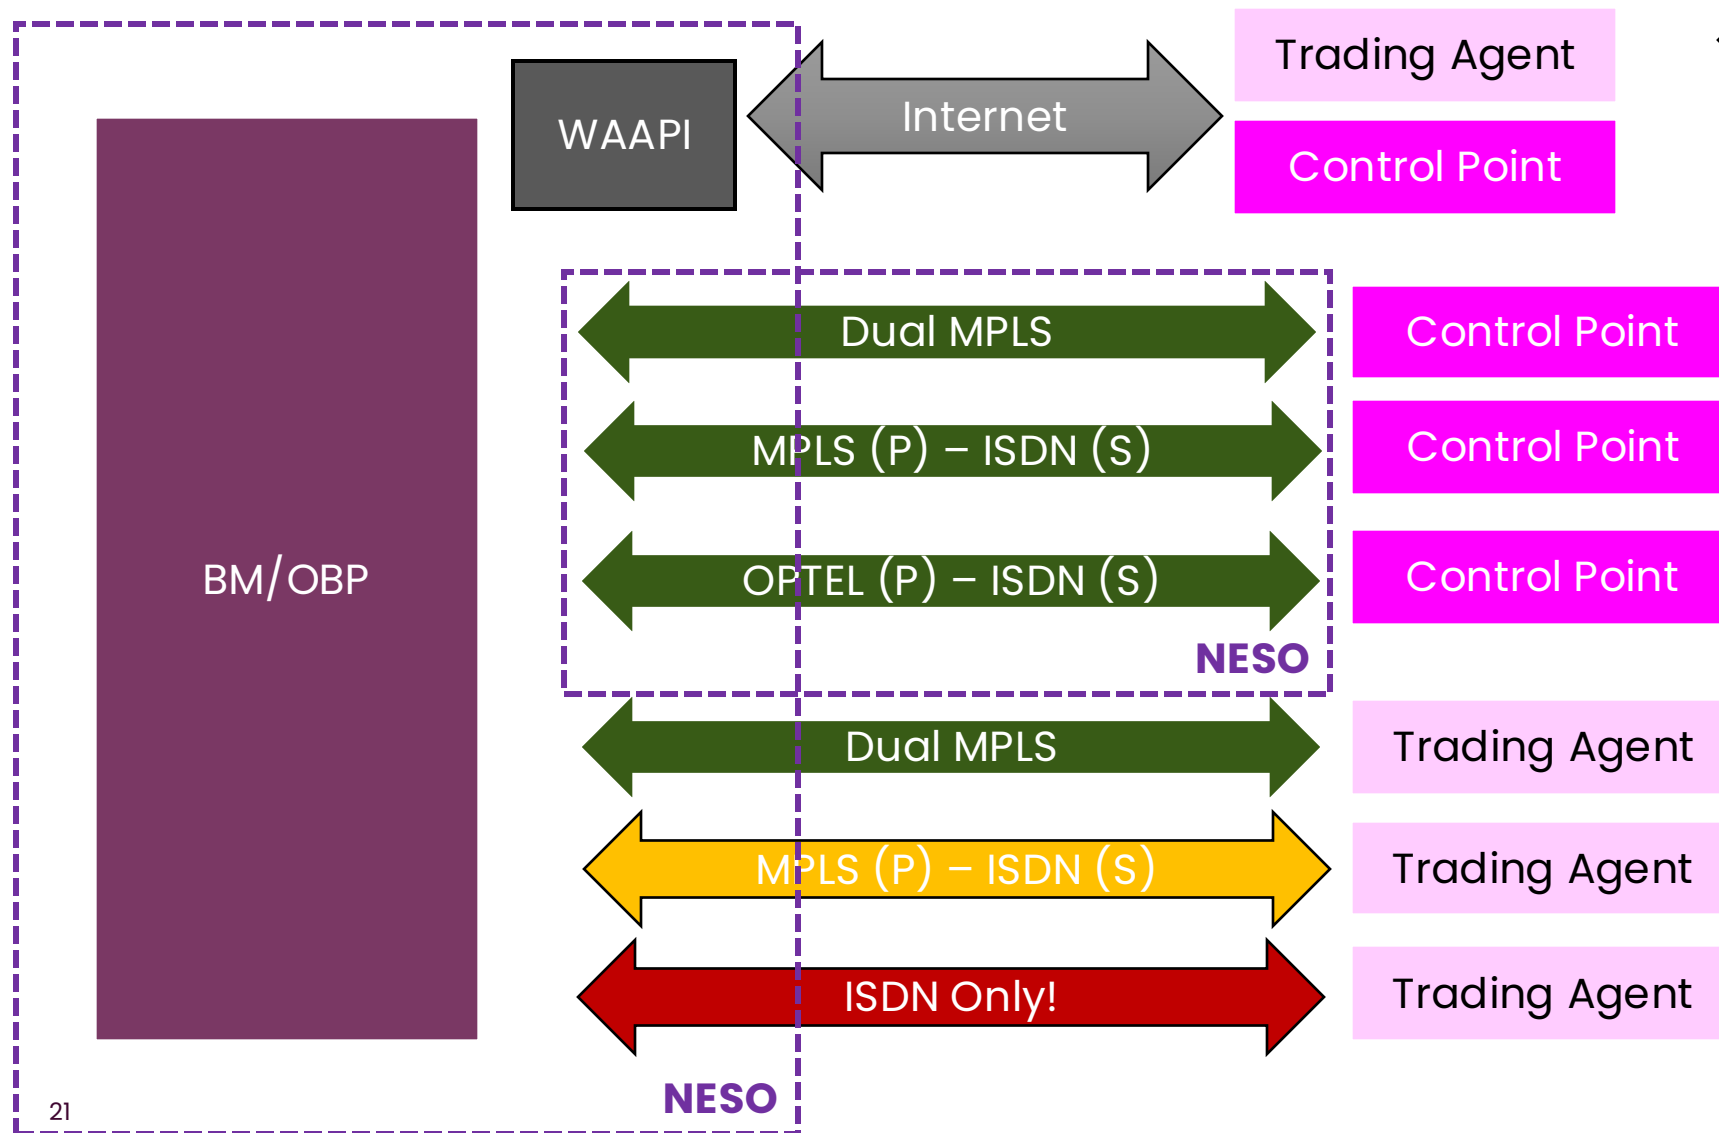 Trading Agent
WAAPI
Internet
Control Point
Dual MPLS
Control Point
MPLS (P) – ISDN (S)
Control Point
BM/OBP
OPTEL (P) – ISDN (S)
Control Point
NESO
Dual MPLS
Trading Agent
MPLS (P) – ISDN (S)
Trading Agent
ISDN Only!
Trading Agent
NESO
21